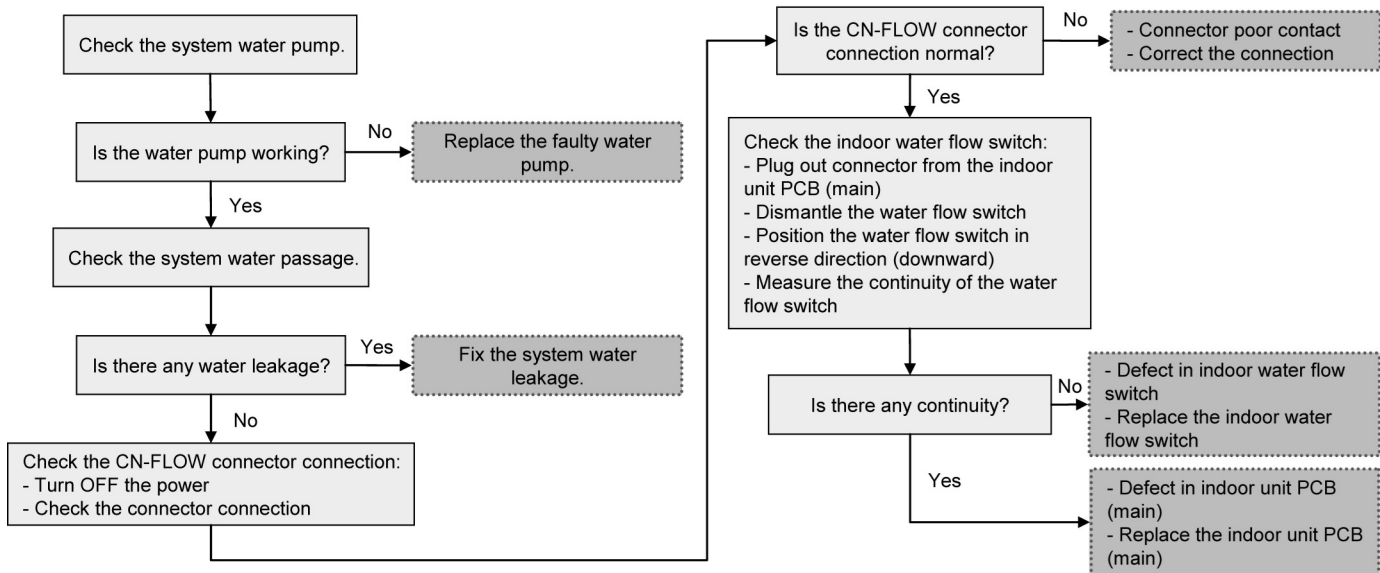 Check the system water pump.
Is the water pump working?
No
Replace the faulty water
pump.
Yes
Check the system water passage.
Is there any water leakage?
Yes
Fix the system water
leakage.
No
Check the CN-FLOW connector connection:
- Turn OFF the power
- Check the connector connection
Is the CN-FLOW connector
connection normal?
No
- Connector poor contact
- Correct the connection
Yes
Check the indoor water flow switch:
- Plug out connector from the indoor
unit PCB (main)
- Dismantle the water flow switch
- Position the water flow switch in
reverse direction (downward)
- Measure the continuity of the water
flow switch
Is there any continuity?
No
- Defect in indoor water flow
switch
- Replace the indoor water
flow switch
Yes
- Defect in indoor unit PCB
(main)
- Replace the indoor unit PCB
(main)